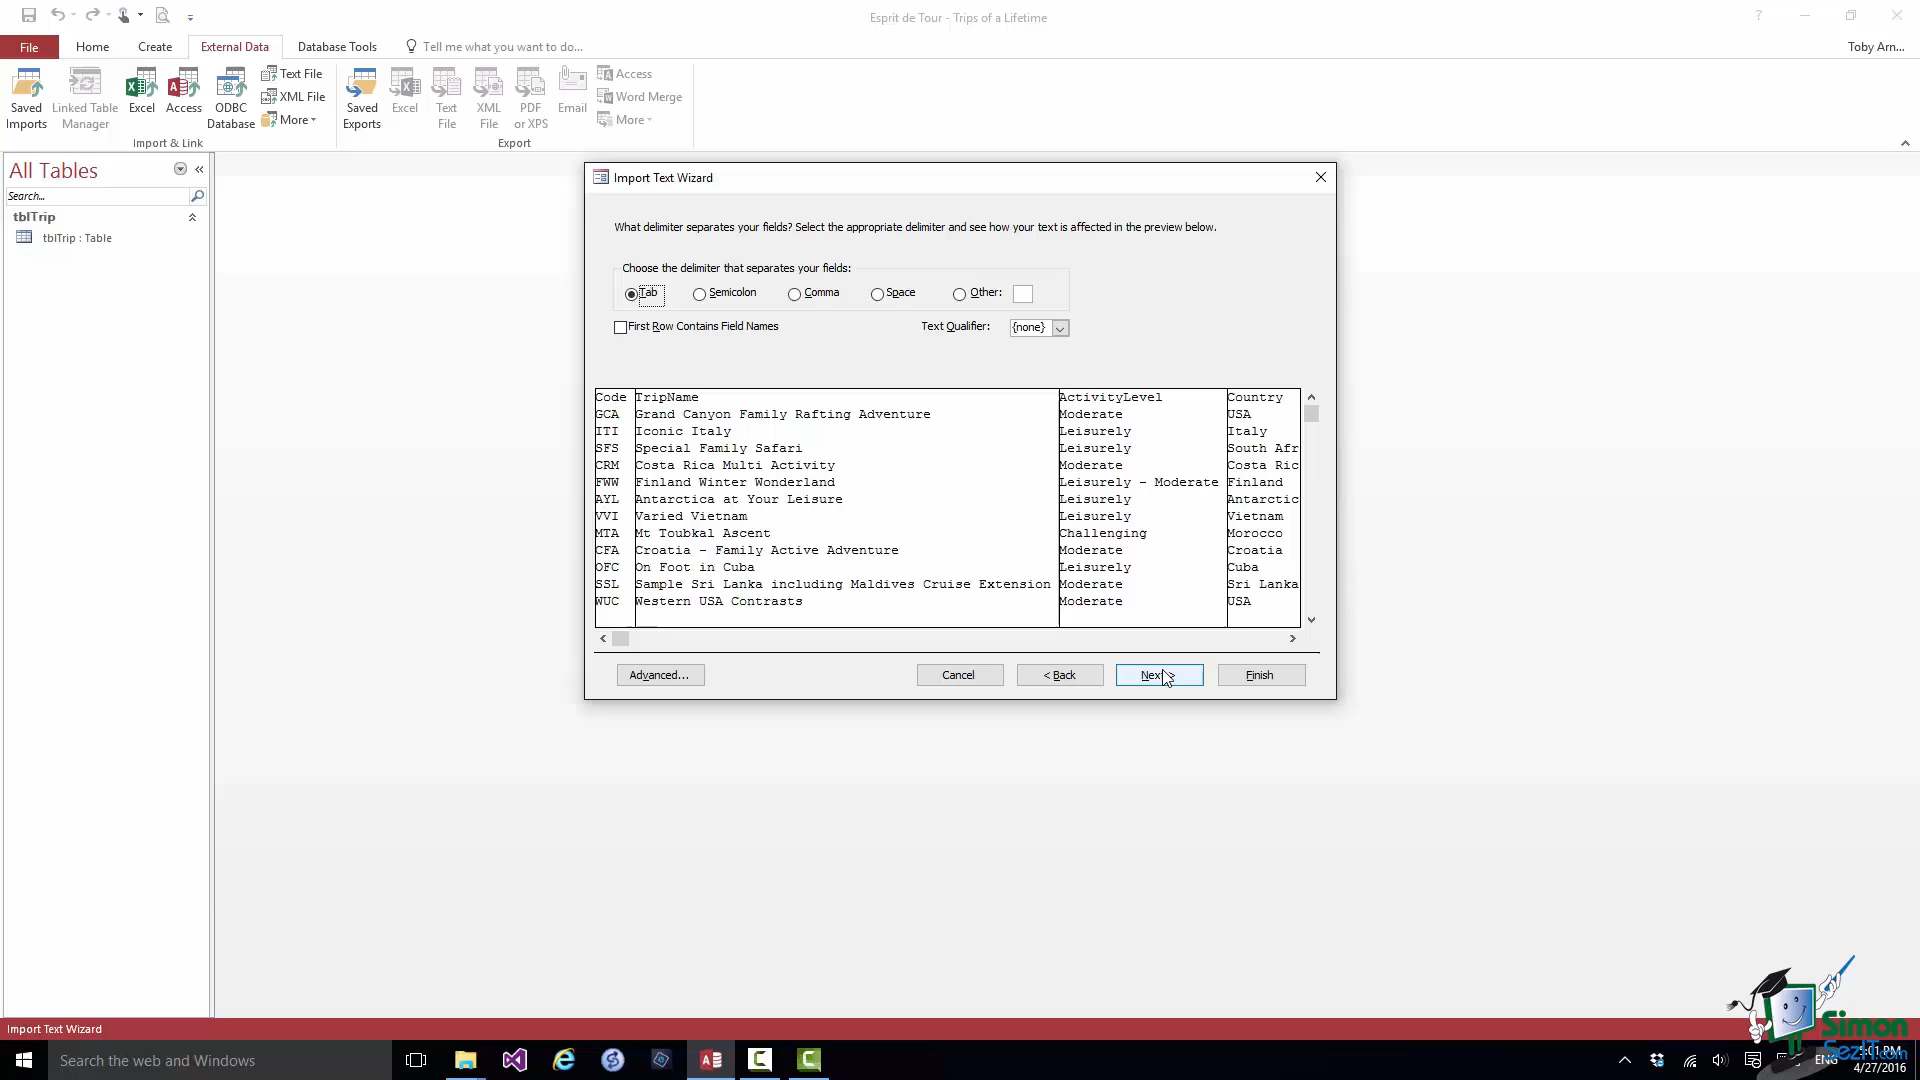 Esprit de Tour - Trips of a Lifetime
?
File Home Create External Data Database Tools Tell me what you want to do... Toby Arn...
Saved Imports
Linked Table Manager
Excel
Access
ODBC Database
Text File
XML File
More
Import & Link
Saved Exports
Excel
Text File
XML File
PDF or XPS
Email
Access
Word Merge
More
Export
All Tables
Search...
tblTrip
tblTrip : Table
Import Text Wizard
What delimiter separates your fields? Select the appropriate delimiter and see how your text is affected in the preview below.
Choose the delimiter that separates your fields:
Tab Semicolon Comma Space Other:
First Row Contains Field Names Text Qualifier: {none}
Code TripName ActivityLevel Country
GCA Grand Canyon Family Rafting Adventure Moderate USA
ITI Iconic Italy Leisurely Italy
SFS Special Family Safari Leisurely South Afr
CRM Costa Rica Multi Activity Moderate Costa Ric
FWW Finland Winter Wonderland Leisurely - Moderate Finland
AYL Antarctica at Your Leisure Leisurely Antarctic
VVI Varied Vietnam Leisurely Vietnam
MTA Mt Toubkal Ascent Challenging Morocco
CFA Croatia - Family Active Adventure Moderate Croatia
OFC On Foot in Cuba Leisurely Cuba
SSL Sample Sri Lanka including Maldives Cruise Extension Moderate Sri Lanka
WUC Western USA Contrasts Moderate USA
Advanced... Cancel < Back Next > Finish
Import Text Wizard
Simon SezIT.com
Search the web and Windows
ENG
4/27/2016